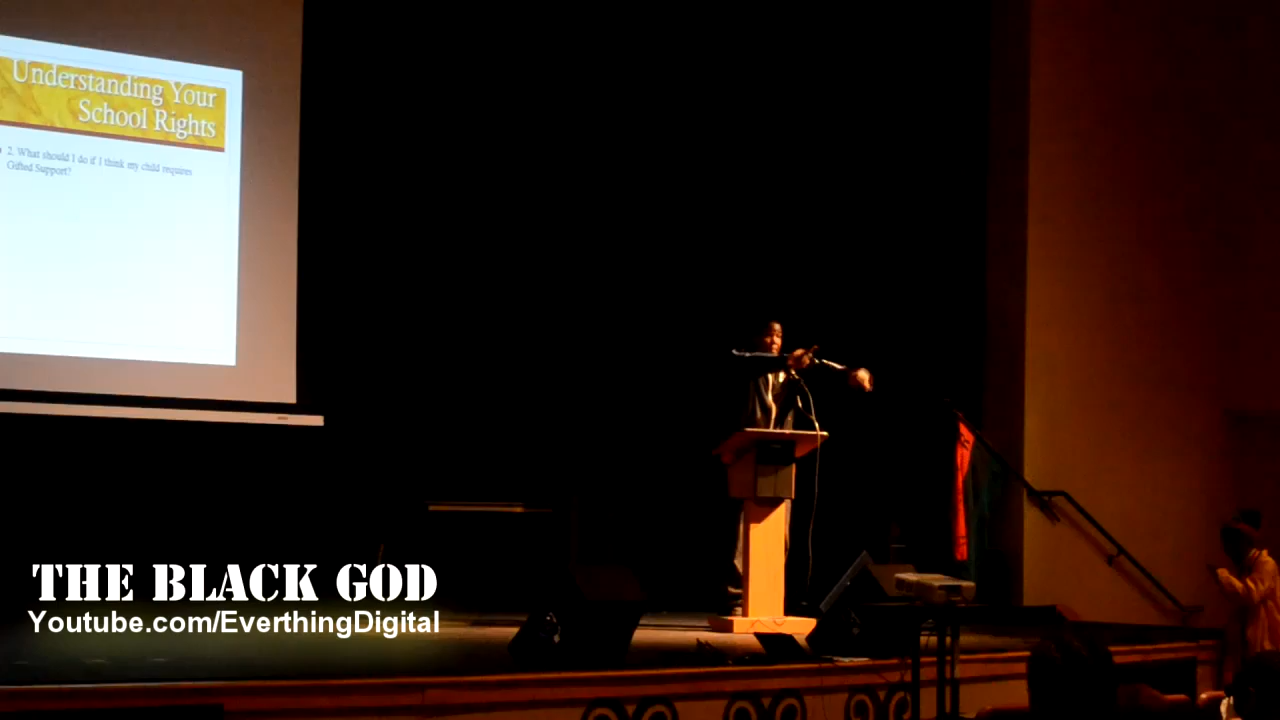 Understanding Your
School Rights
2. What should I do if I think my child requires
Gifted Support?
THE BLACK GOD
Youtube.com/EverthingDigital